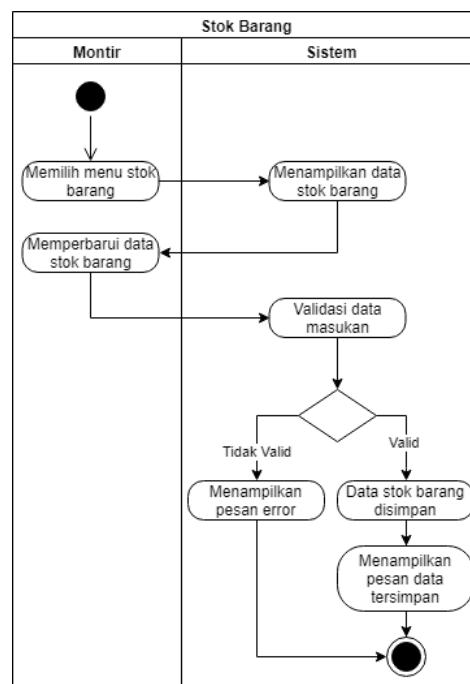 Stok Barang
Montir
Sistem
Memilih menu stok
barang
Menampilkan data
stok barang
Memperbarui data
stok barang
Validasi data
masukan
Tidak Valid
Valid
Menampilkan
pesan error
Data stok barang
disimpan
Menampilkan
pesan data
tersimpan